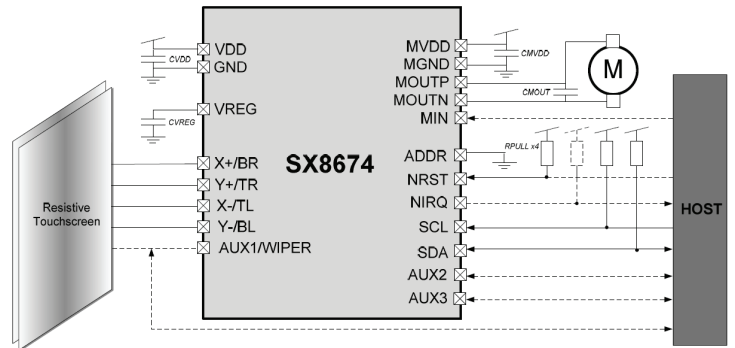 VDD
GND
VREG
X+/BR
Y+/TR
X-/TL
Y-/BL
AUX1/WIPER
CVDD
CVREG
Resistive
Touchscreen
SX8674
MVDD
MGND
MOUTP
MOUTN
MIN
ADDR
NRST
NIRQ
SCL
SDA
AUX2
AUX3
CMVDD
CMOUT
M
RPULL x4
HOST